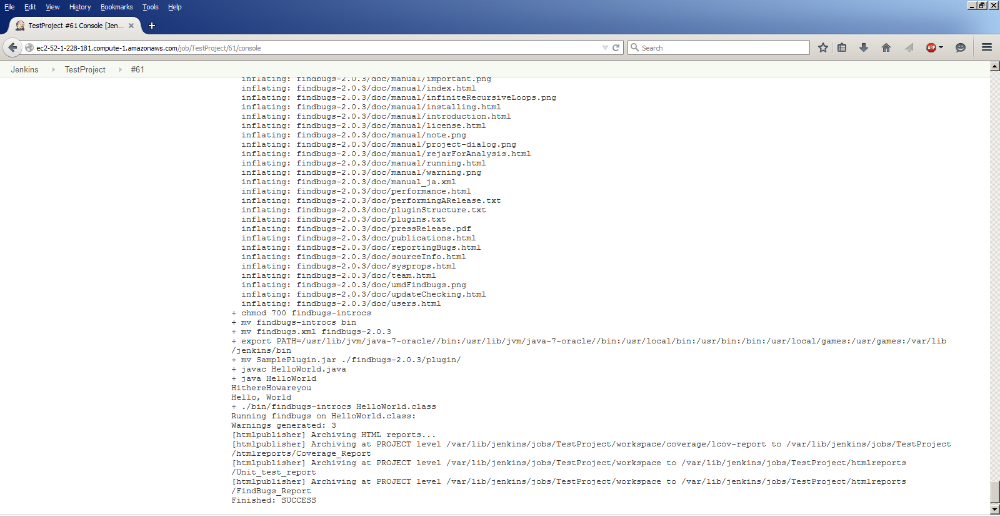 File Edit View History Bookmarks Tools Help
TestProject #61 Console [Jen...
ec2-52-1-228-181.compute-1.amazonaws.com/job/TestProject/61/console
Search
ABP
Jenkins TestProject #61
inflating: findbugs-2.0.3/doc/manual/important.png
inflating: findbugs-2.0.3/doc/manual/index.html
inflating: findbugs-2.0.3/doc/manual/infiniteRecursiveLoops.png
inflating: findbugs-2.0.3/doc/manual/installing.html
inflating: findbugs-2.0.3/doc/manual/introduction.html
inflating: findbugs-2.0.3/doc/manual/license.html
inflating: findbugs-2.0.3/doc/manual/note.png
inflating: findbugs-2.0.3/doc/manual/project-dialog.png
inflating: findbugs-2.0.3/doc/manual/rejarForAnalysis.html
inflating: findbugs-2.0.3/doc/manual/running.html
inflating: findbugs-2.0.3/doc/manual/warning.png
inflating: findbugs-2.0.3/doc/manual_ja.xml
inflating: findbugs-2.0.3/doc/performance.html
inflating: findbugs-2.0.3/doc/performingARelease.txt
inflating: findbugs-2.0.3/doc/pluginStructure.txt
inflating: findbugs-2.0.3/doc/plugins.txt
inflating: findbugs-2.0.3/doc/pressRelease.pdf
inflating: findbugs-2.0.3/doc/publications.html
inflating: findbugs-2.0.3/doc/reportingBugs.html
inflating: findbugs-2.0.3/doc/sourceInfo.html
inflating: findbugs-2.0.3/doc/sysprops.html
inflating: findbugs-2.0.3/doc/team.html
inflating: findbugs-2.0.3/doc/umdFindbugs.png
inflating: findbugs-2.0.3/doc/updateChecking.html
inflating: findbugs-2.0.3/doc/users.html
+ chmod 700 findbugs-introcs
+ mv findbugs-introcs bin
+ mv findbugs.xml findbugs-2.0.3
+ export PATH=/usr/lib/jvm/java-7-oracle//bin:/usr/lib/jvm/java-7-oracle//bin:/usr/local/bin:/usr/bin:/bin:/usr/local/games:/usr/games:/var/lib
/jenkins/bin
+ mv SamplePlugin.jar ./findbugs-2.0.3/plugin/
+ javac HelloWorld.java
+ java HelloWorld
HithereHowareyou
Hello, World
+ ./bin/findbugs-introcs HelloWorld.class
Running findbugs on HelloWorld.class:
Warnings generated: 3
[htmlpublisher] Archiving HTML reports...
[htmlpublisher] Archiving at PROJECT level /var/lib/jenkins/jobs/TestProject/workspace/coverage/lcov-report to /var/lib/jenkins/jobs/TestProject
/htmlreports/Coverage_Report
[htmlpublisher] Archiving at PROJECT level /var/lib/jenkins/jobs/TestProject/workspace to /var/lib/jenkins/jobs/TestProject/htmlreports
/Unit_test_report
[htmlpublisher] Archiving at PROJECT level /var/lib/jenkins/jobs/TestProject/workspace to /var/lib/jenkins/jobs/TestProject/htmlreports
/FindBugs_Report
Finished: SUCCESS